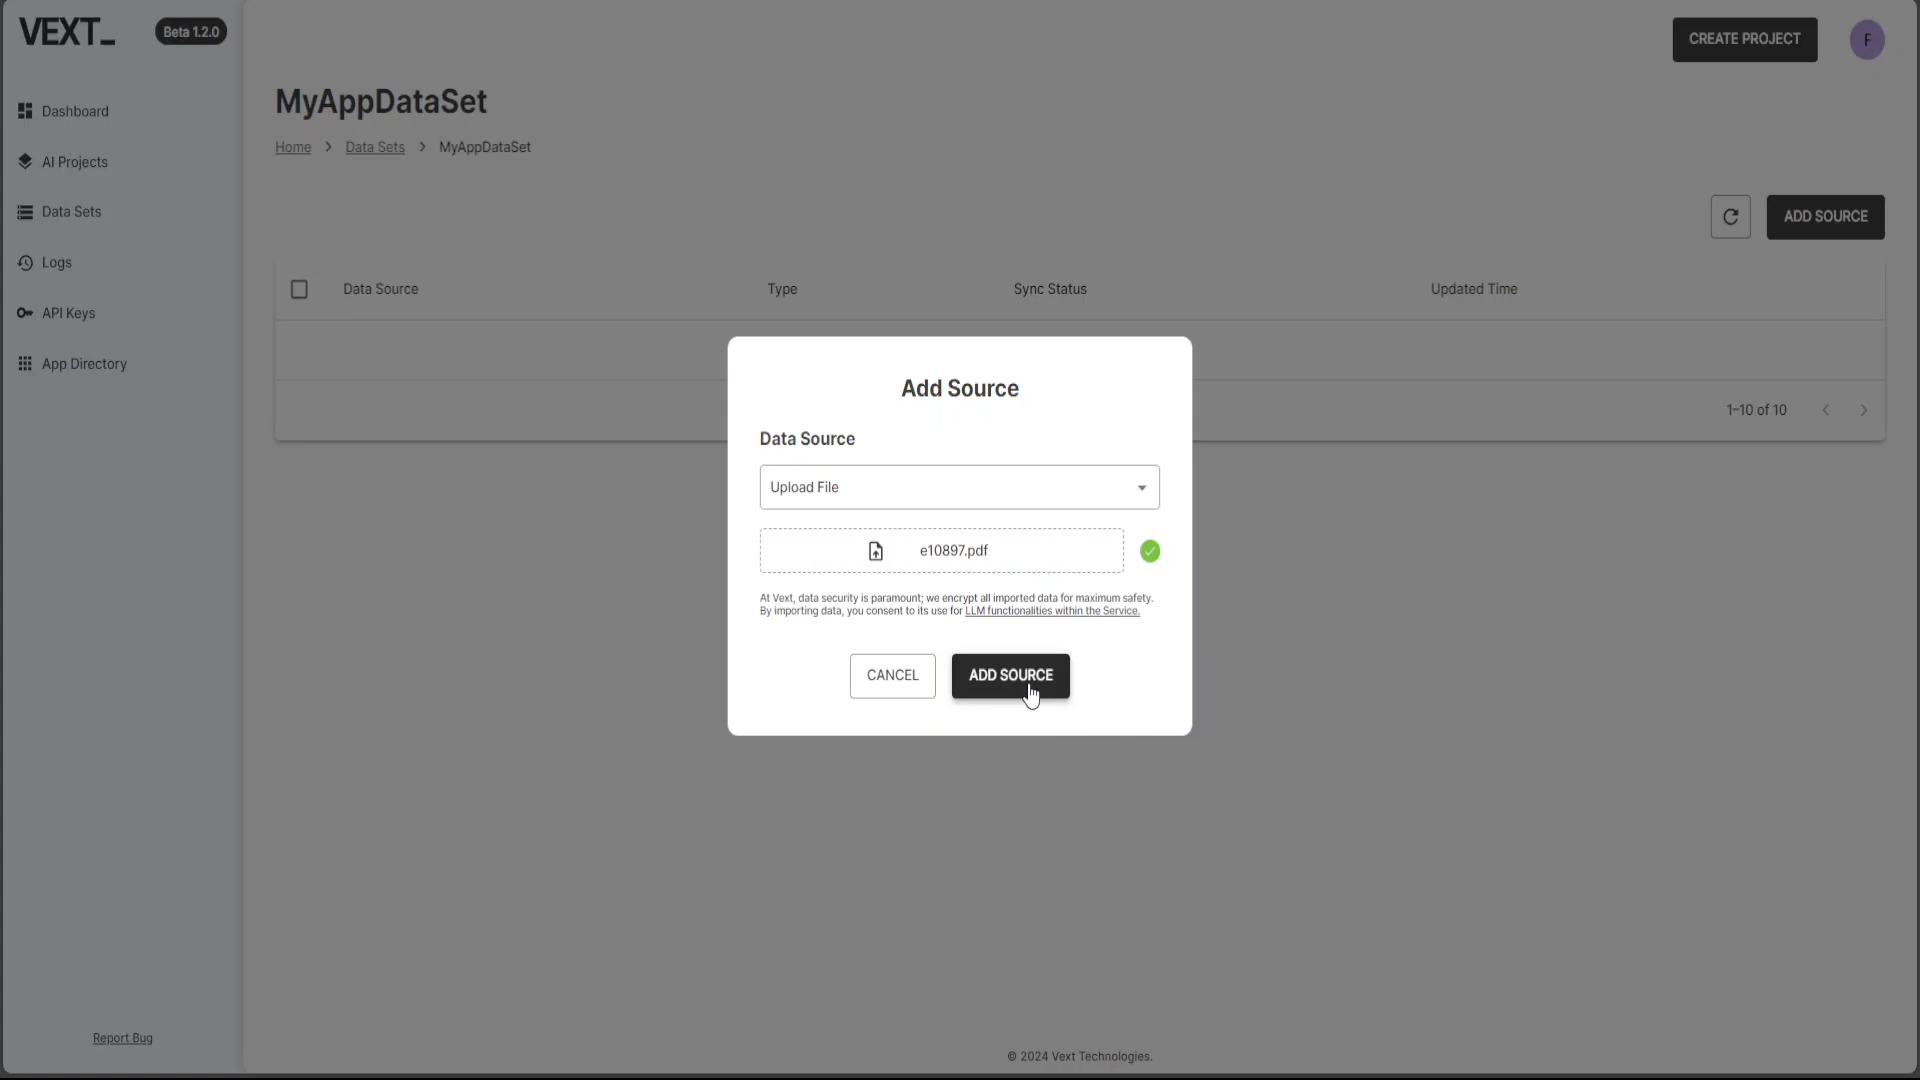 VEXT_
Beta 1.2.0
CREATE PROJECT
F
Dashboard
AI Projects
Data Sets
Logs
API Keys
App Directory
MyAppDataSet
Home > Data Sets > MyAppDataSet
ADD SOURCE
Data Source Type Sync Status Updated Time
1–10 of 10
Add Source
Data Source
Upload File
e10897.pdf
At Vext, data security is paramount; we encrypt all imported data for maximum safety.
By importing data, you consent to its use for LLM functionalities within the Service.
CANCEL
ADD SOURCE
Report Bug
© 2024 Vext Technologies.